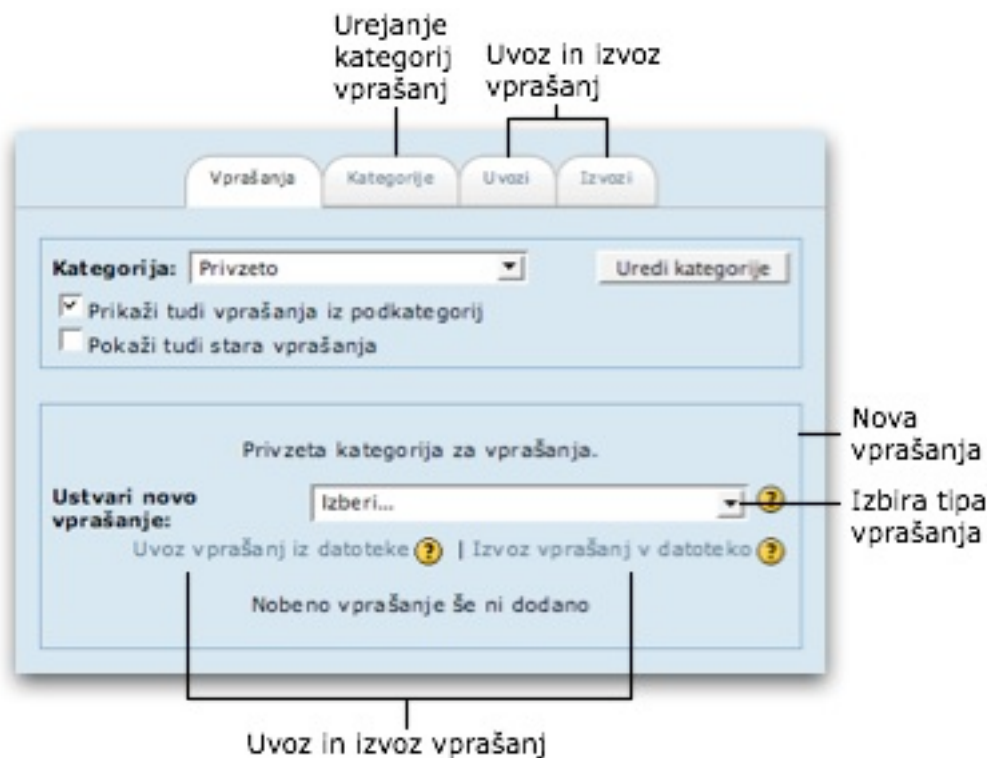 Urejanje
kategorij
vprašanj
Uvoz in izvoz
vprašanj
Vprašanja
Kategorije
Uvozi
Izvozi
Kategorija:
Privzeto
Uredi kategorije
Prikaži tudi vprašanja iz podkategorij
Pokaži tudi stara vprašanja
Nova
vprašanja
Privzeta kategorija za vprašanja.
Ustvari novo
vprašanje:
Izberi...
?
Izbira tipa
vprašanja
Uvoz vprašanj iz datoteke ? | Izvoz vprašanj v datoteko ?
Nobeno vprašanje še ni dodano
Uvoz in izvoz vprašanj